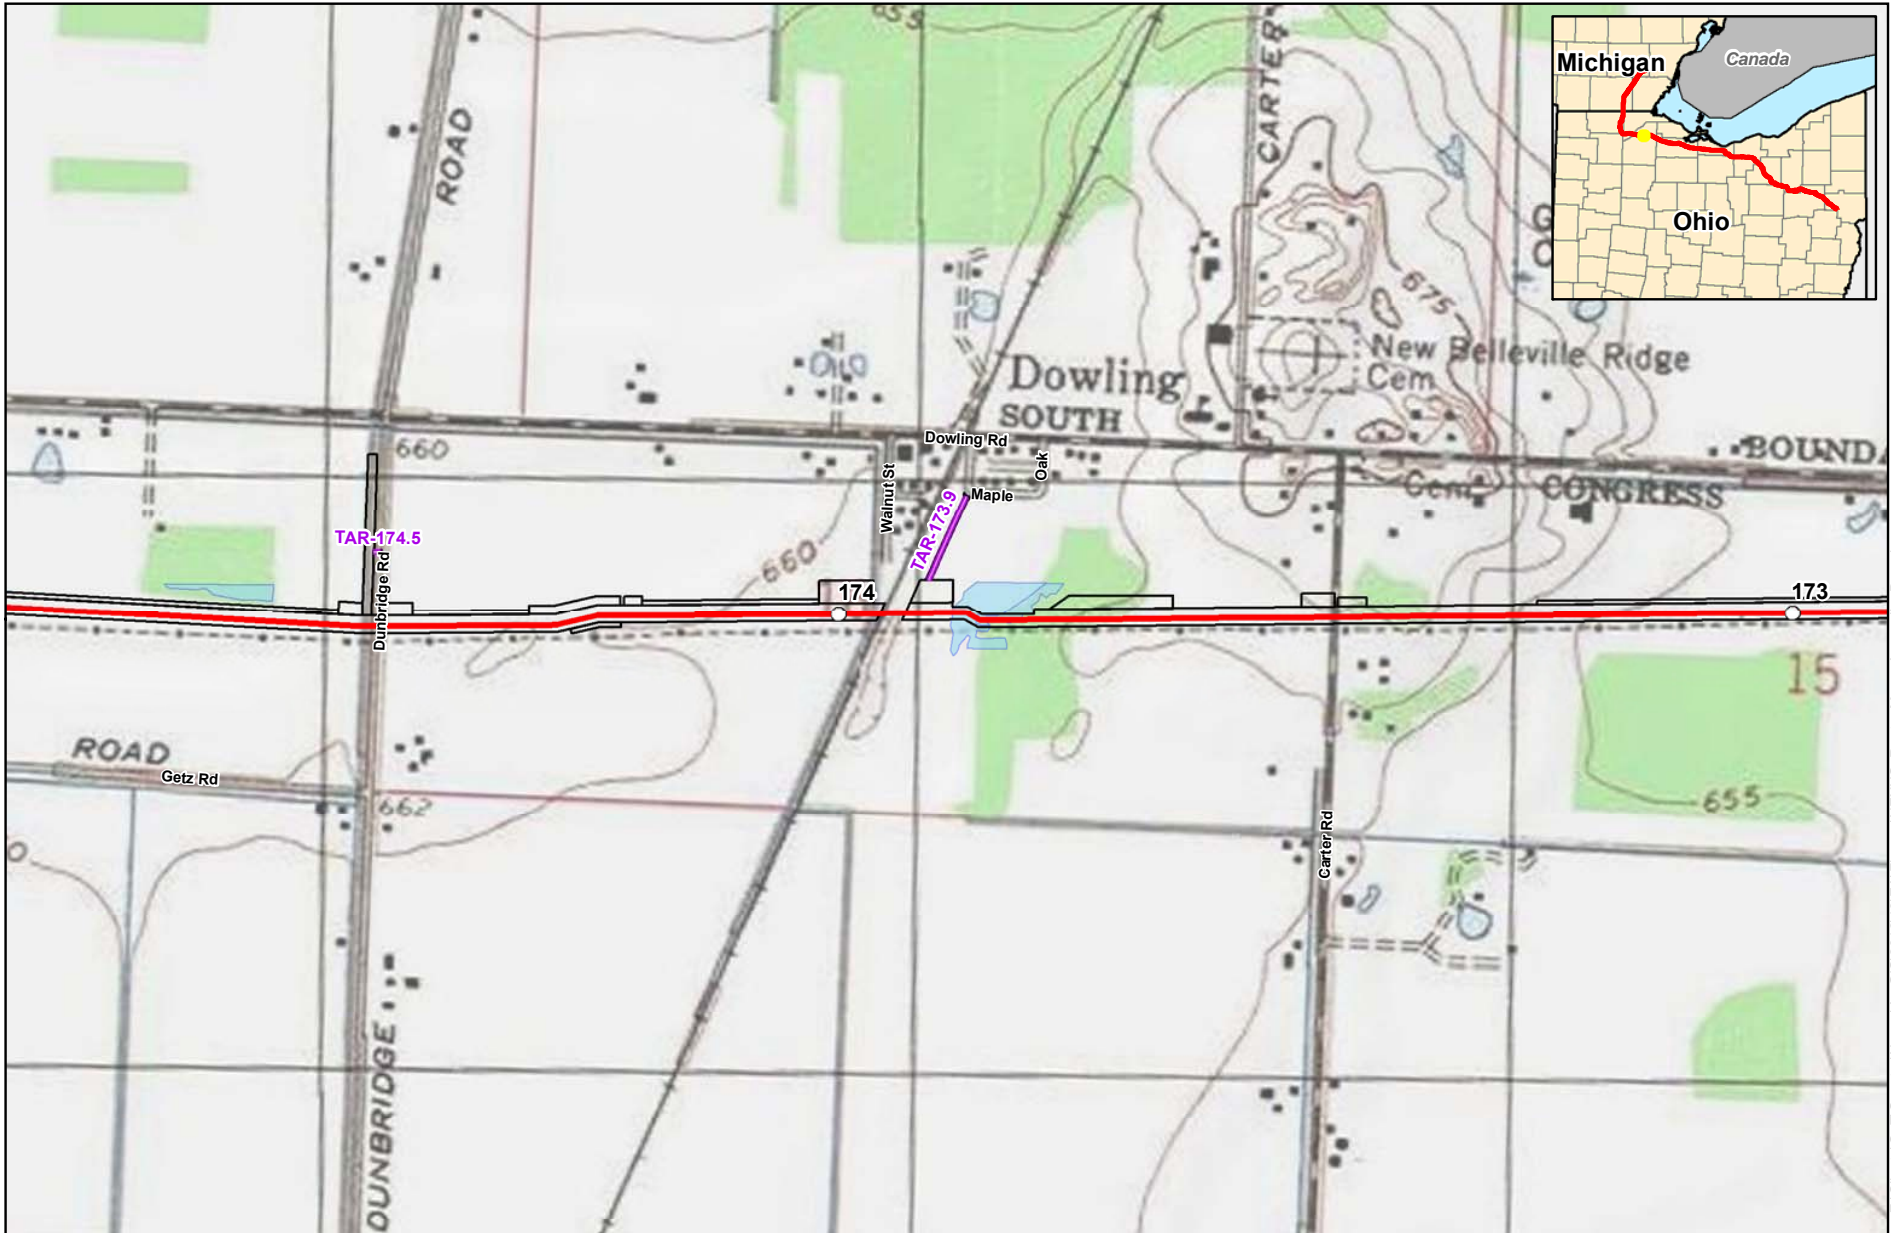 655
CARTER
Michigan
Canada
Ohio
ROAD
675
New Belleville Ridge
Cem
Dowling
SOUTH
Dowling Rd
660
BOUNDA
Walnut St
Oak
Maple
Cem
CONGRESS
TAR-174.5
TAR-173.9
Dunbridge Rd
660
174
173
15
ROAD
Getz Rd
662
655
Carter Rd
0
DUNBRIDGE
G
O